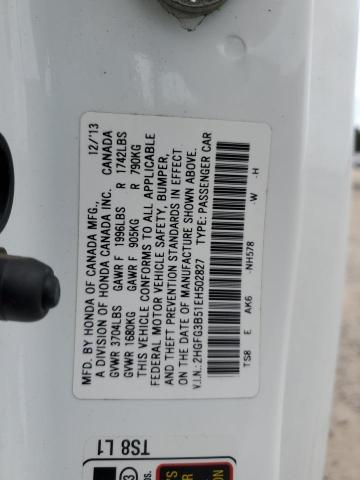 MFD. BY HONDA OF CANADA MFG., 12/'13
A DIVISION OF HONDA CANADA INC. CANADA
GVWR 3704LBS GAWR F 1996LBS R 1742LBS
GVWR 1680KG GAWR F 905KG R 790KG
THIS VEHICLE CONFORMS TO ALL APPLICABLE
FEDERAL MOTOR VEHICLE SAFETY, BUMPER,
AND THEFT PREVENTION STANDARDS IN EFFECT
ON THE DATE OF MANUFACTURE SHOWN ABOVE.
V.I.N.: 2HGFG3B51EH502827 TYPE: PASSENGER CAR
TS8 E AK6 -NH578 -W -H
TS8 L1